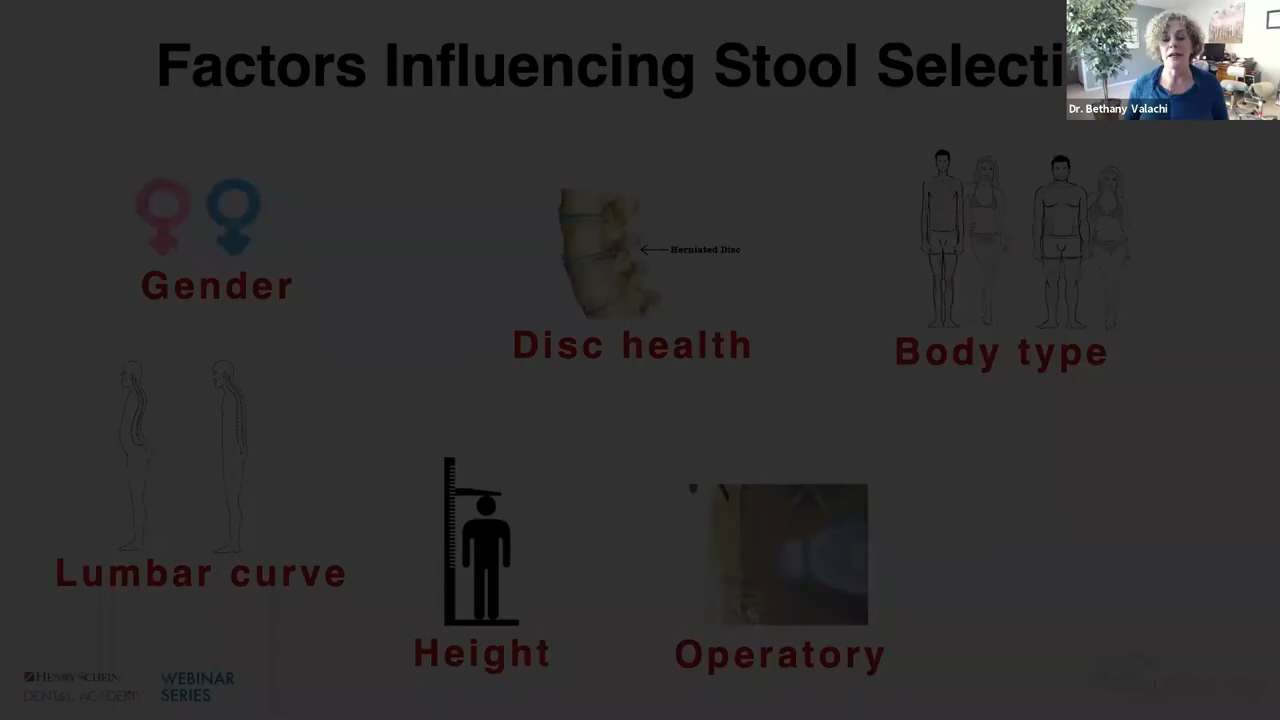 Factors Influencing Stool Selecti
Dr. Bethany Valachi
Gender
Herniated Disc
Disc health
Body type
Lumbar curve
Height
Operatory
HENRY SCHEIN
DENTAL ACADEMY
WEBINAR
SERIES